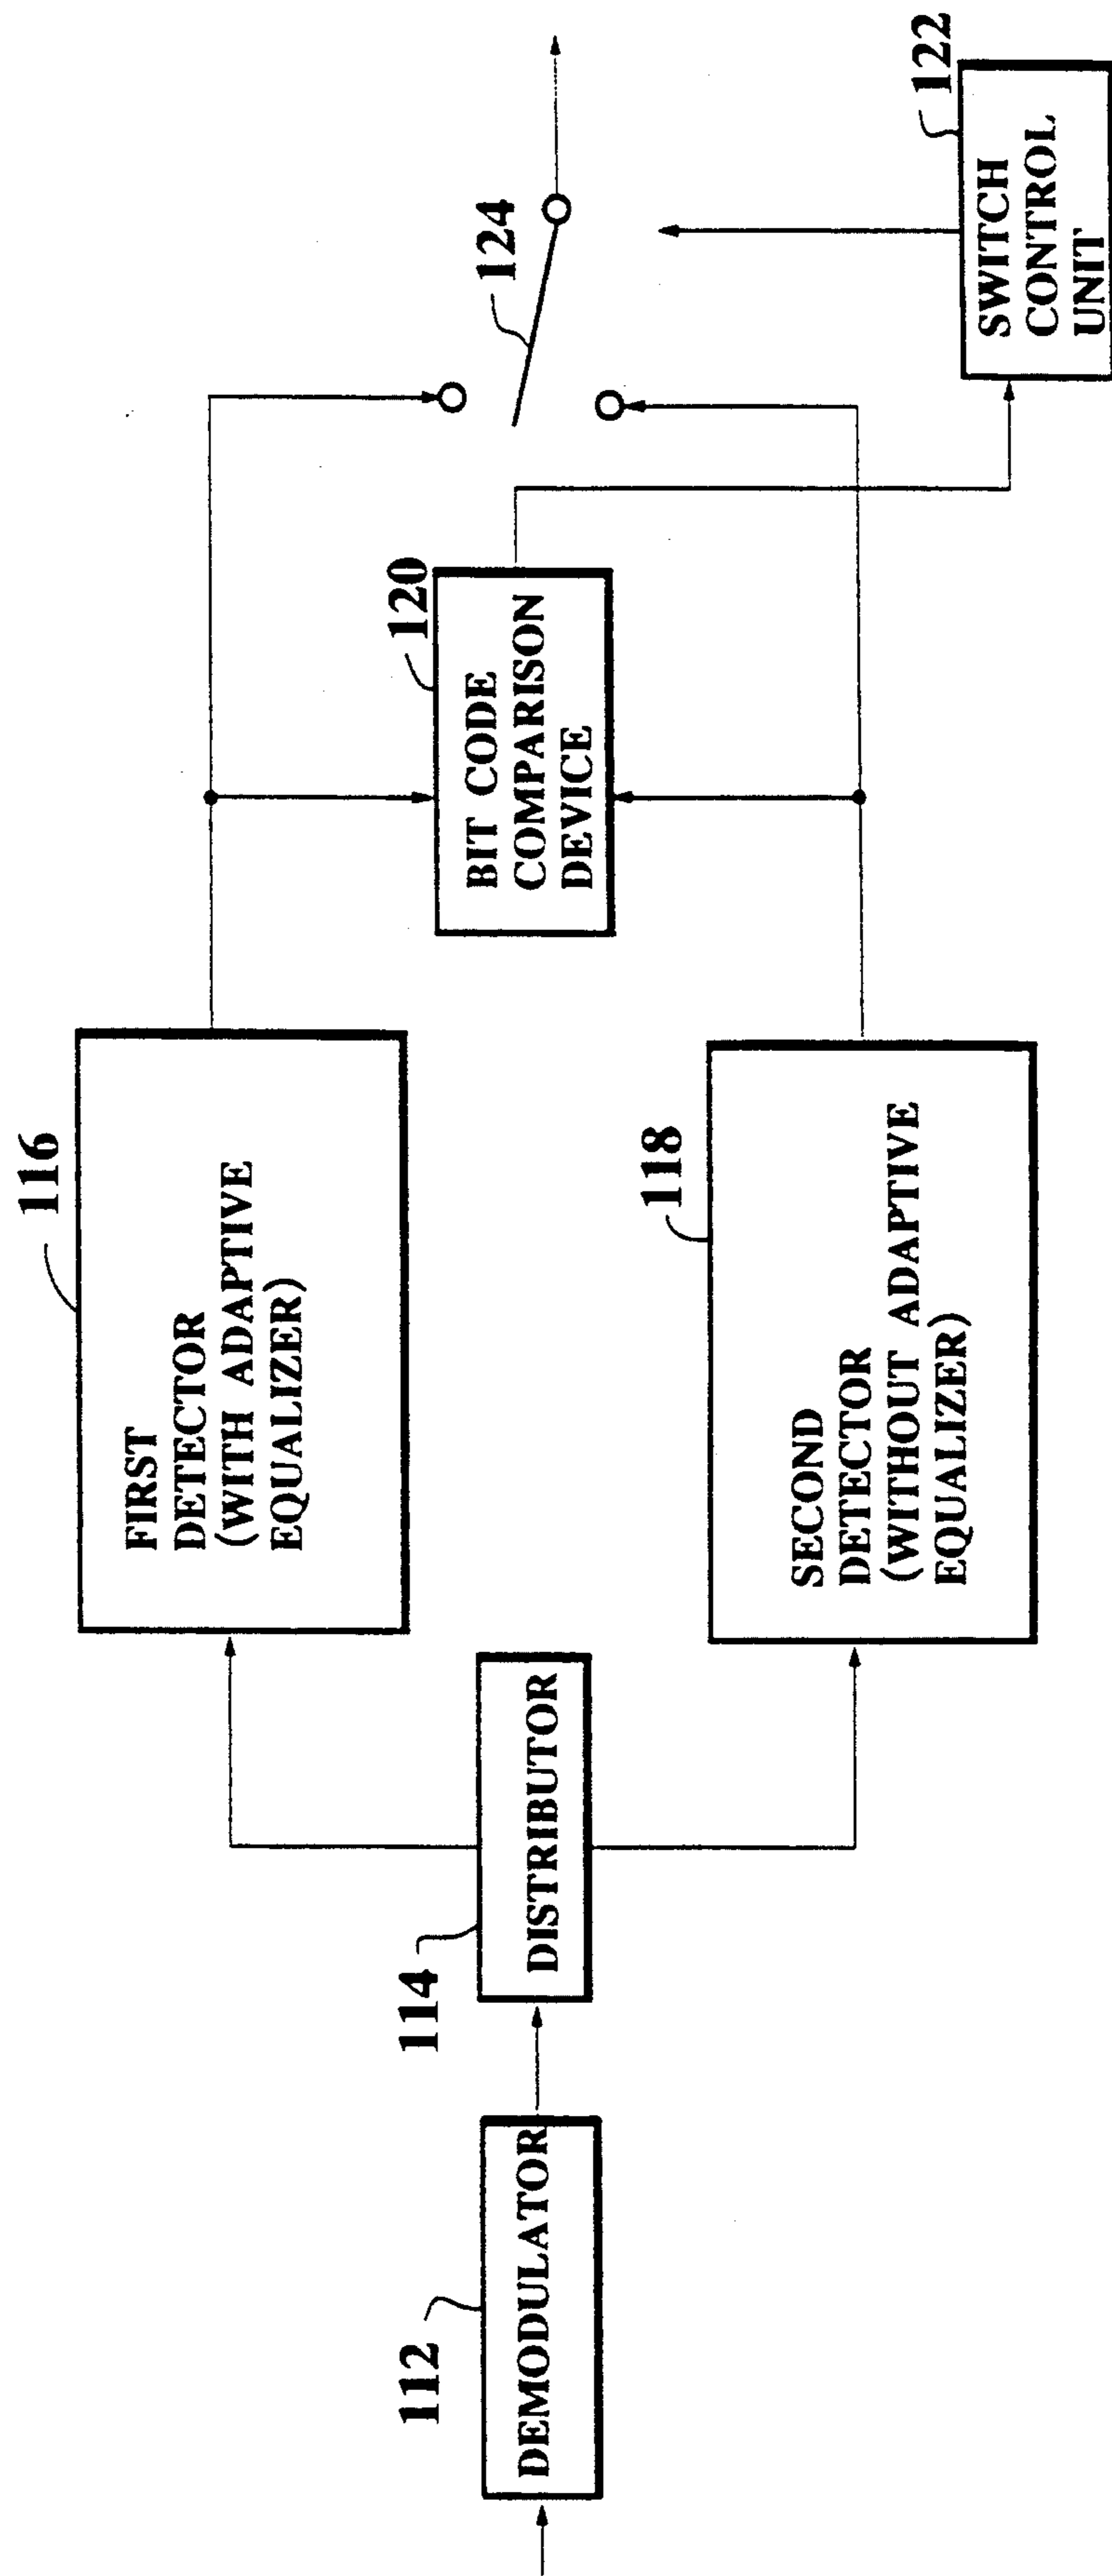 112
DEMODULATOR
114
DISTRIBUTOR
116
FIRST
DETECTOR
(WITH ADAPTIVE
EQUALIZER)
118
SECOND
DETECTOR
(WITHOUT ADAPTIVE
EQUALIZER)
120
BIT CODE
COMPARISON
DEVICE
124
122
SWITCH
CONTROL
UNIT